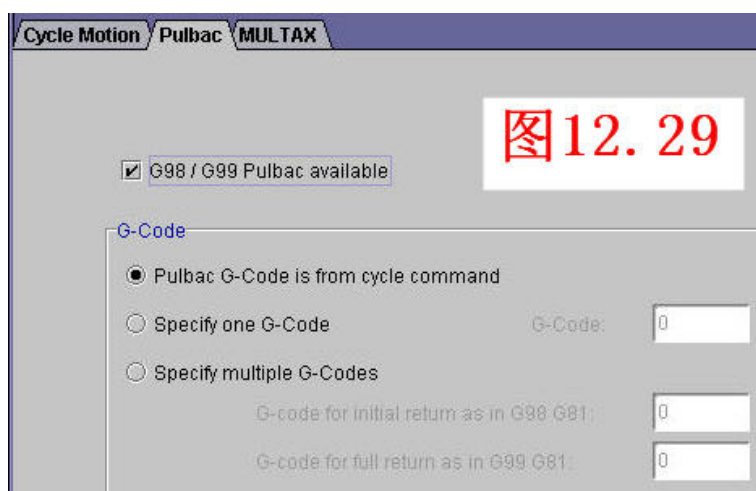 Cycle Motion Pulbac MULTAX
图12.29
G98 / G99 Pulbac available
G-Code
Pulbac G-Code is from cycle command
Specify one G-Code G-Code: 0
Specify multiple G-Codes
G-code for initial return as in G98 G81: 0
G-code for full return as in G99 G81: 0